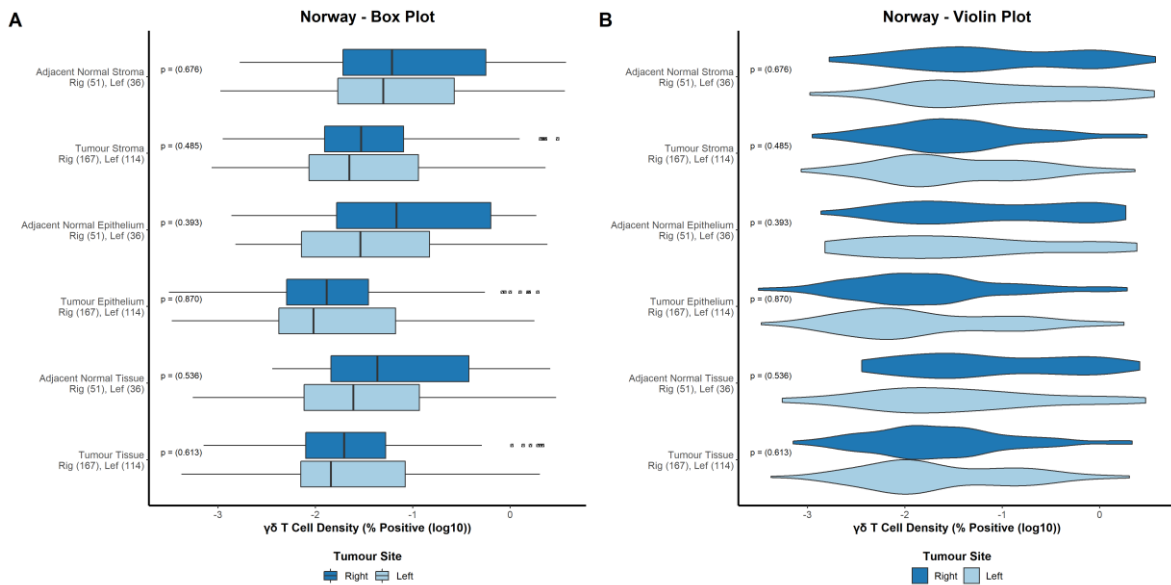 A
Norway - Box Plot
Adjacent Normal Stroma
Rig (51), Lef (36)
p = (0.676)
Tumour Stroma
Rig (167), Lef (114)
p = (0.485)
Adjacent Normal Epithelium
Rig (51), Lef (36)
p = (0.393)
Tumour Epithelium
Rig (167), Lef (114)
p = (0.870)
Adjacent Normal Tissue
Rig (51), Lef (36)
p = (0.536)
Tumour Tissue
Rig (167), Lef (114)
p = (0.613)
-3 -2 -1 0
γδ T Cell Density (% Positive (log10))
Tumour Site
Right Left
B
Norway - Violin Plot
Adjacent Normal Stroma
Rig (51), Lef (36)
p = (0.676)
Tumour Stroma
Rig (167), Lef (114)
p = (0.485)
Adjacent Normal Epithelium
Rig (51), Lef (36)
p = (0.393)
Tumour Epithelium
Rig (167), Lef (114)
p = (0.870)
Adjacent Normal Tissue
Rig (51), Lef (36)
p = (0.536)
Tumour Tissue
Rig (167), Lef (114)
p = (0.613)
-3 -2 -1 0
γδ T Cell Density (% Positive (log10))
Tumour Site
Right Left